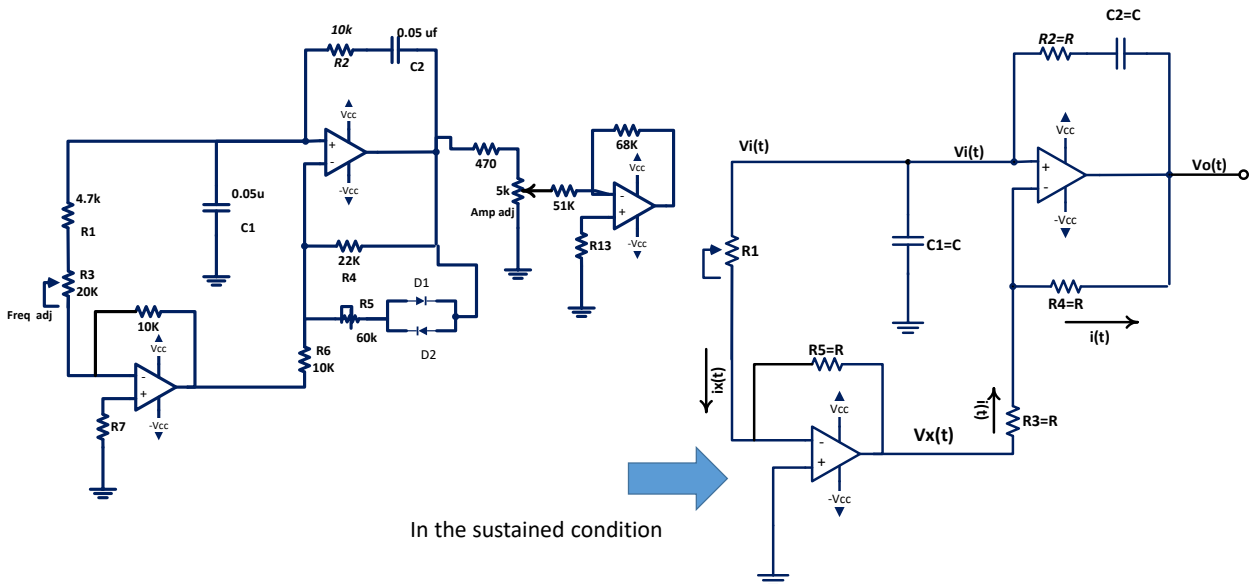 10k
0.05 uf
R2
C2
Vcc
+
-
-Vcc
0.05u
C1
4.7k
R1
R3
20K
Freq adj
10K
Vcc
-
+
-Vcc
R7
22K
R4
R5
60k
D1
D2
R6
10K
470
5k
Amp adj
51K
68K
Vcc
-
+
-Vcc
R13
In the sustained condition
C2=C
R2=R
Vcc
+
-
-Vcc
Vi(t)
Vi(t)
Vo(t)
R1
C1=C
R4=R
i(t)
ix(t)
R5=R
Vcc
-
+
-Vcc
Vx(t)
i(t)
R3=R